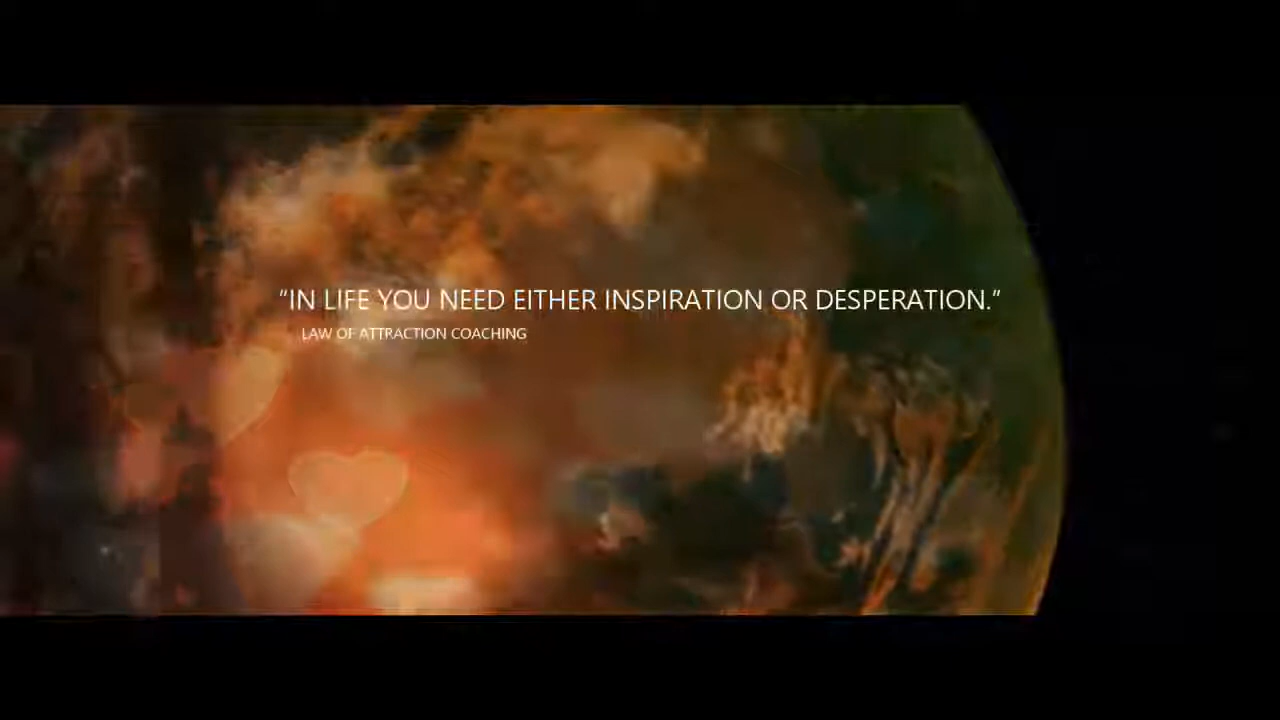 “IN LIFE YOU NEED EITHER INSPIRATION OR DESPERATION.”
LAW OF ATTRACTION COACHING